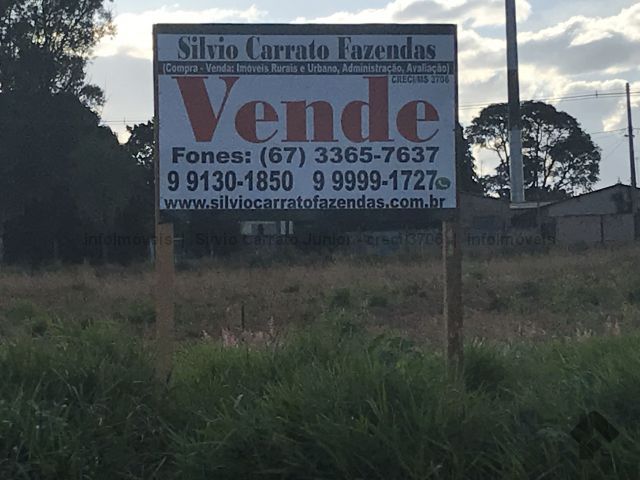 Silvio Carrato Fazendas
(Compra - Venda: Imoveis Rurais e Urbano, Administração, Avaliação)
CRECI/MS 3706
Vende
Fones: (67) 3365-7637
9 9130-1850 9 9999-1727
www.silviocarratofazendas.com.br
infoimoveis | Silvio Carrato Junior - creci3706 | infoimoveis